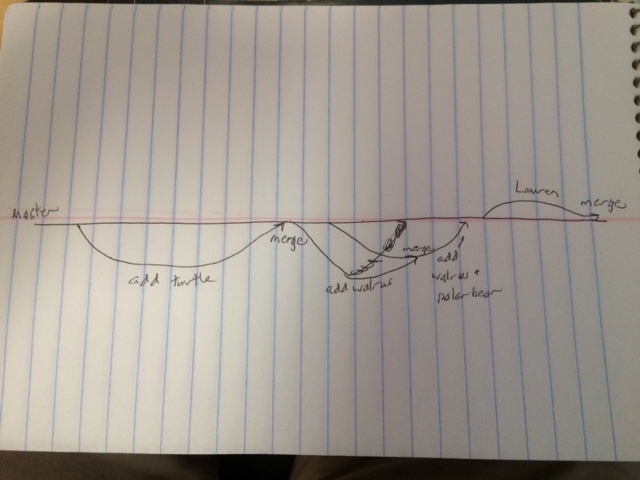 Master
add turtle
merge
add walrus
merge
add
walrus +
polar bear
Lauren
merge